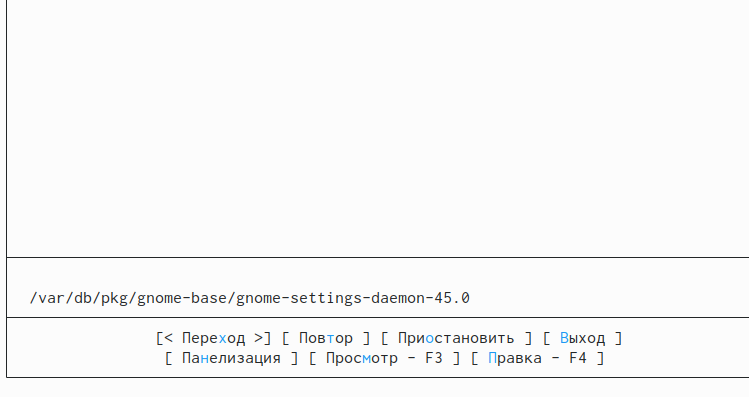 /var/db/pkg/gnome-base/gnome-settings-daemon-45.0
[< Переход >] [ Повтор ] [ Приостановить ] [ Выход ]
[ Панелизация ] [ Просмотр - F3 ] [ Правка - F4 ]